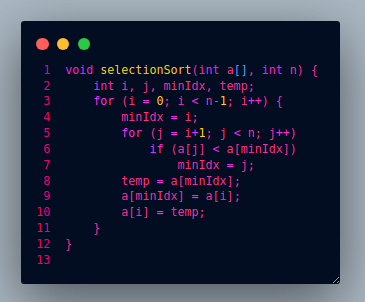 1 void selectionSort(int a[], int n) {
2     int i, j, minIdx, temp;
3     for (i = 0; i < n-1; i++) {
4         minIdx = i;
5         for (j = i+1; j < n; j++)
6             if (a[j] < a[minIdx])
7                 minIdx = j;
8         temp = a[minIdx];
9         a[minIdx] = a[i];
10         a[i] = temp;
11     }
12 }
13